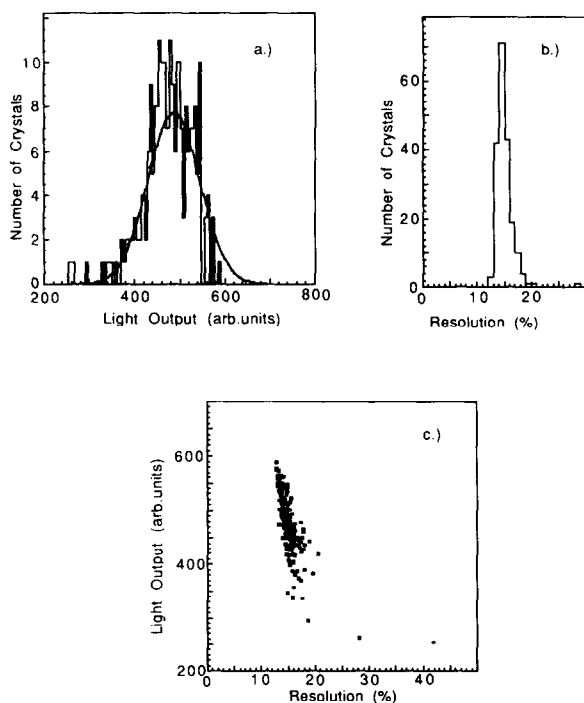 a.)
10
8
6
4
2
0
Number of Crystals
200 400 600 800
Light Output (arb.units)
b.)
60
40
20
0
Number of Crystals
0 10 20
Resolution (%)
c.)
600
400
200
Light Output (arb.units)
0 10 20 30 40
Resolution (%)